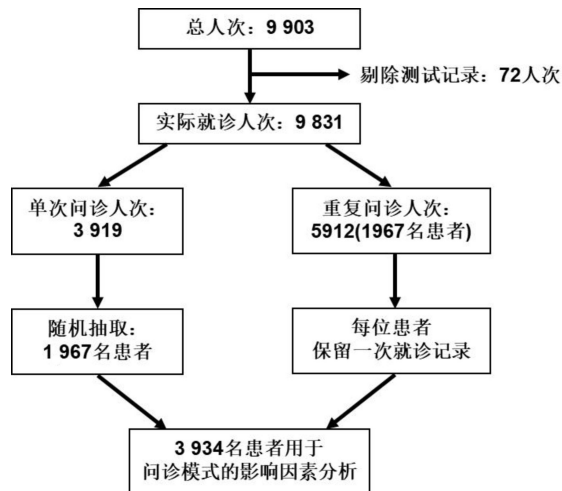 总人次：9 903
剔除测试记录：72人次
实际就诊人次：9 831
单次问诊人次：
3 919
重复问诊人次：
5912(1967名患者)
随机抽取：
1 967名患者
每位患者
保留一次就诊记录
3 934名患者用于
问诊模式的影响因素分析